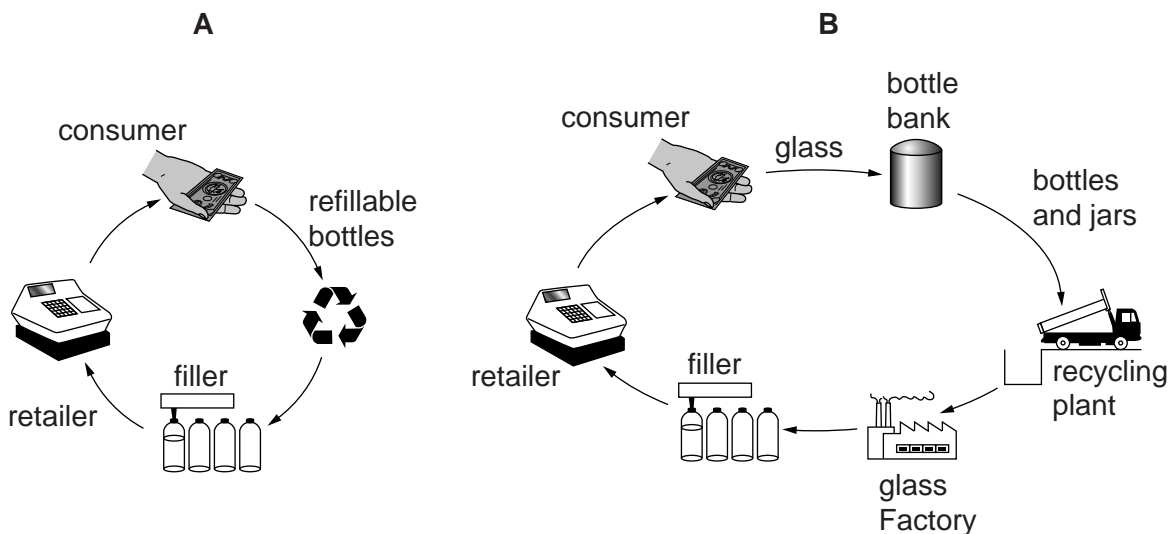 A
consumer
refillable
bottles
filler
retailer
B
consumer
glass
bottle
bank
bottles
and jars
recycling
plant
glass
Factory
filler
retailer